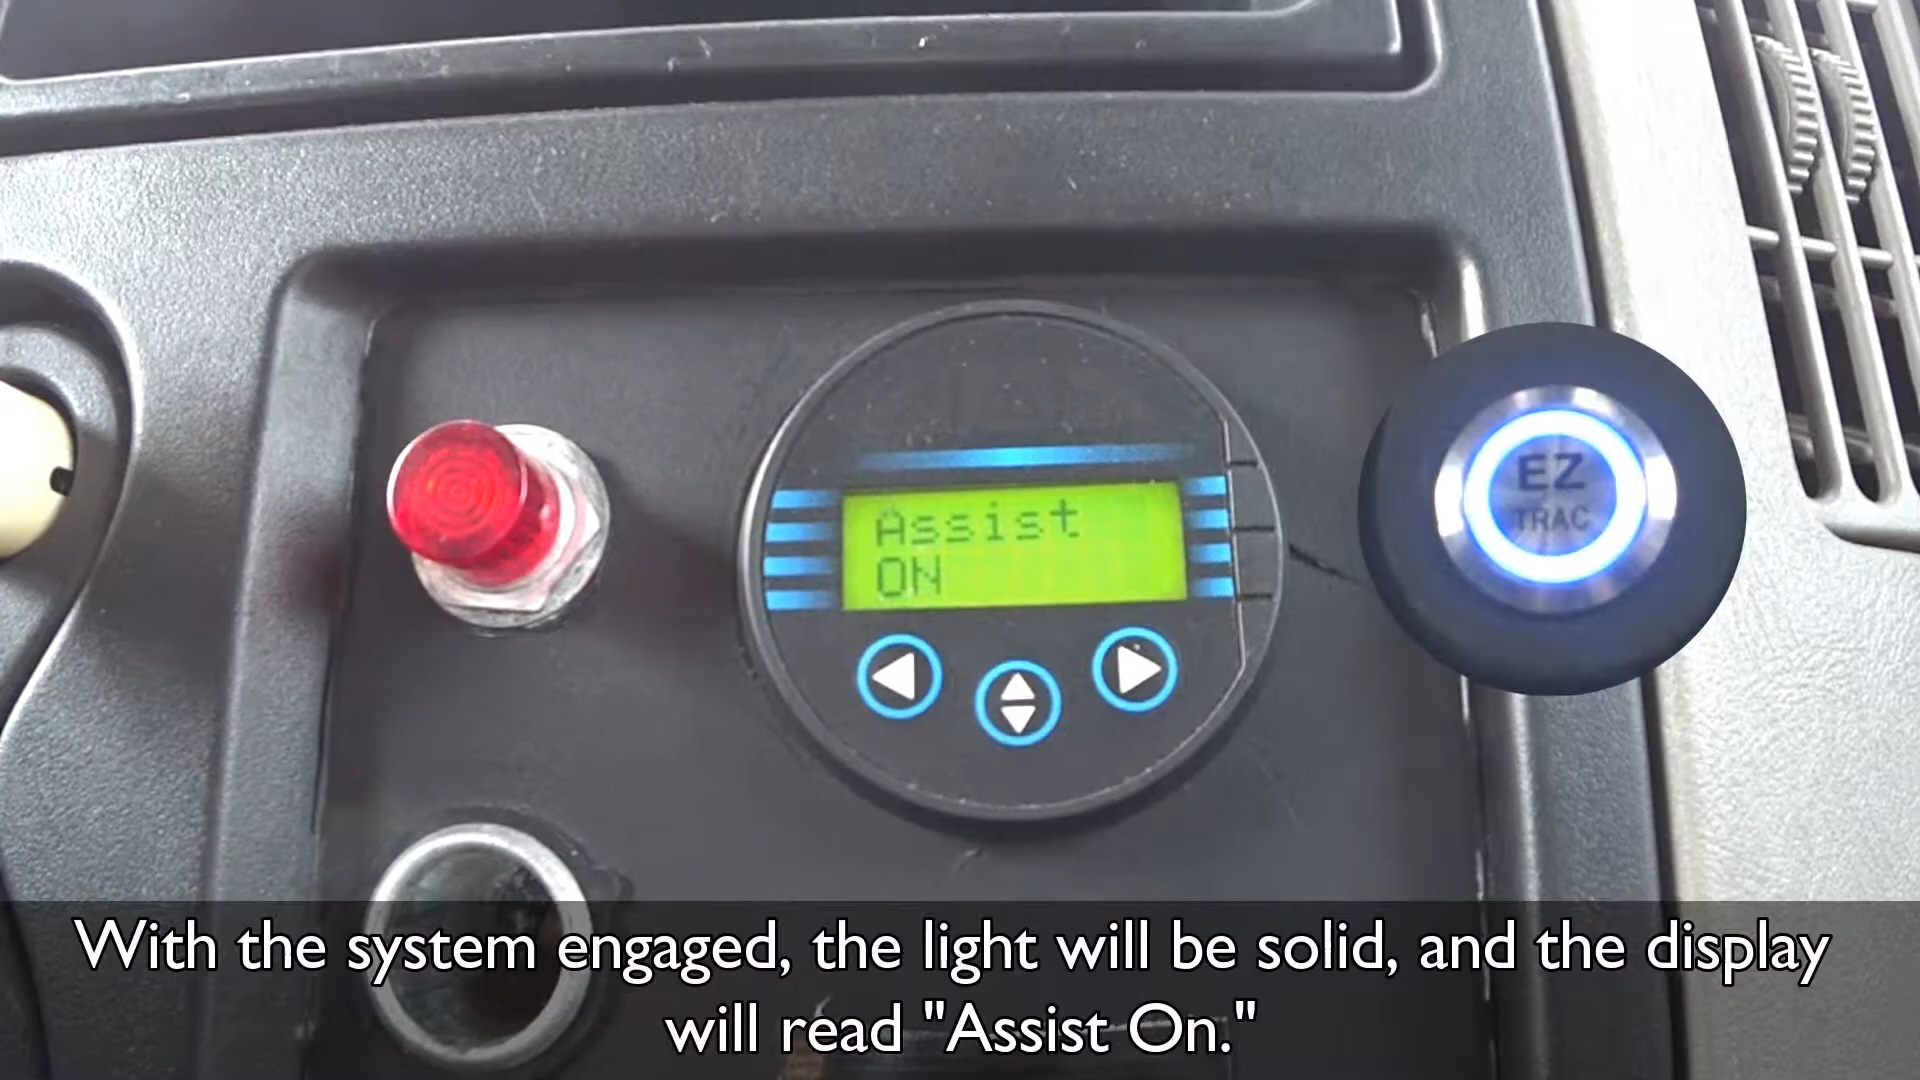 Assist
ON
EZ
TRAC
With the system engaged, the light will be solid, and the display
will read "Assist On."